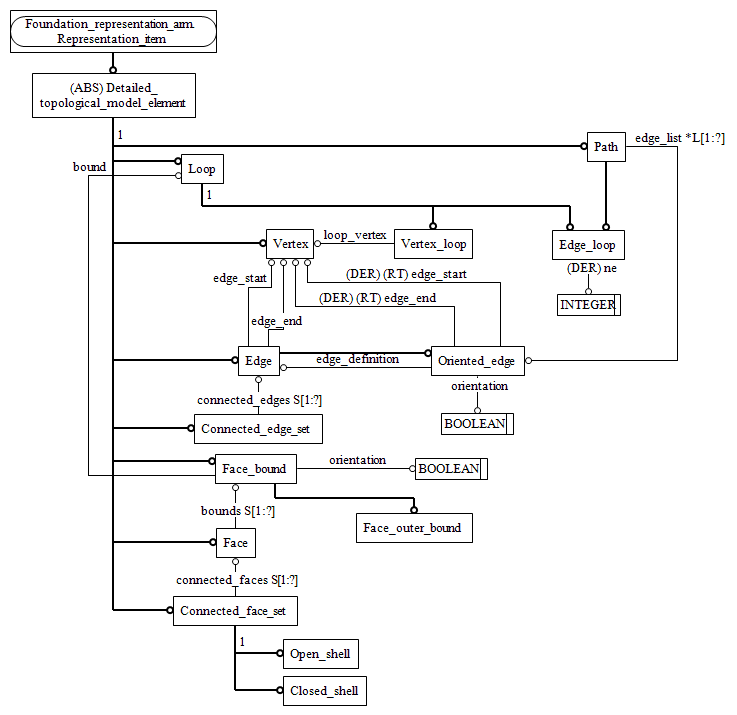 Foundation_representation_arm.
Representation_item
(ABS) Detailed_
topological_model_element
1
Path
edge_list *L[1:?]
bound
Loop
1
Vertex
loop_vertex
Vertex_loop
Edge_loop
(DER) ne
INTEGER
edge_start
(DER) (RT) edge_start
(DER) (RT) edge_end
edge_end
Edge
edge_definition
Oriented_edge
orientation
BOOLEAN
connected_edges S[1:?]
Connected_edge_set
Face_bound
orientation
BOOLEAN
bounds S[1:?]
Face_outer_bound
Face
connected_faces S[1:?]
Connected_face_set
1
Open_shell
Closed_shell